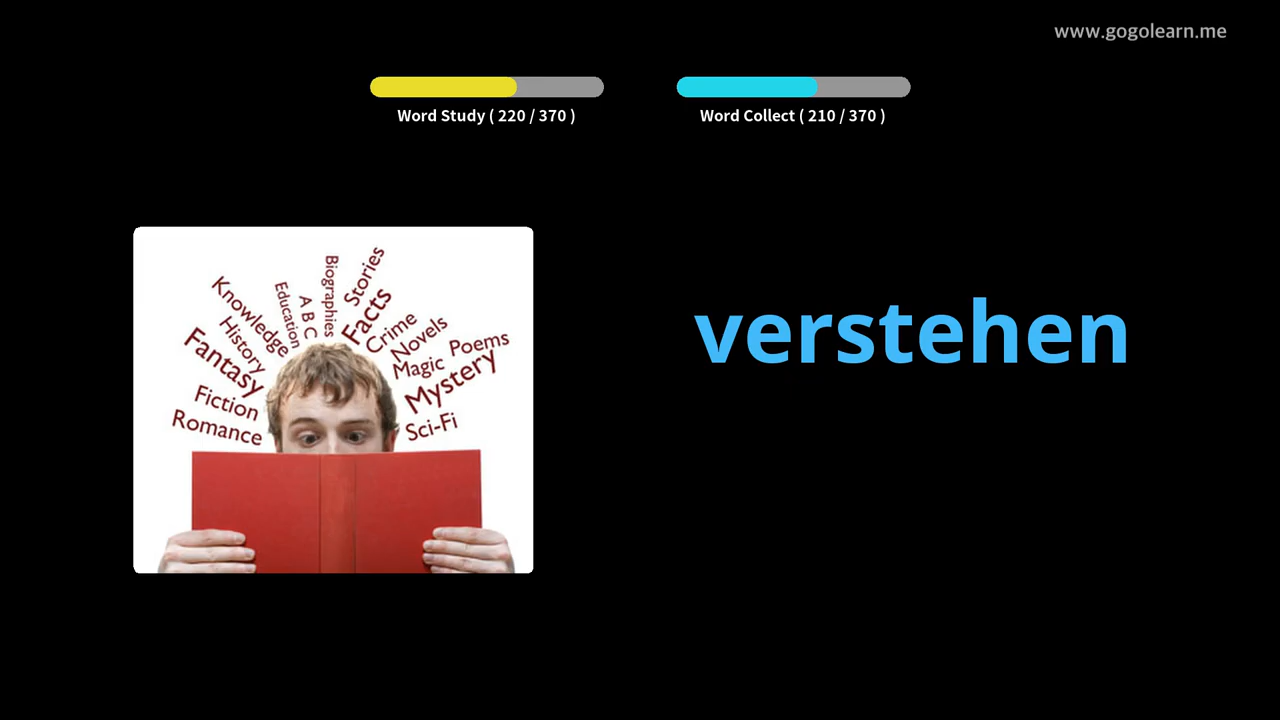 www.gogolearn.me
Word Study ( 220 / 370 )
Word Collect ( 210 / 370 )
verstehen
Romance
Fiction
Fantasy
History
Knowledge
Education
A B C
Biographies
Stories
Facts
Crime
Novels
Magic
Poems
Mystery
Sci-Fi